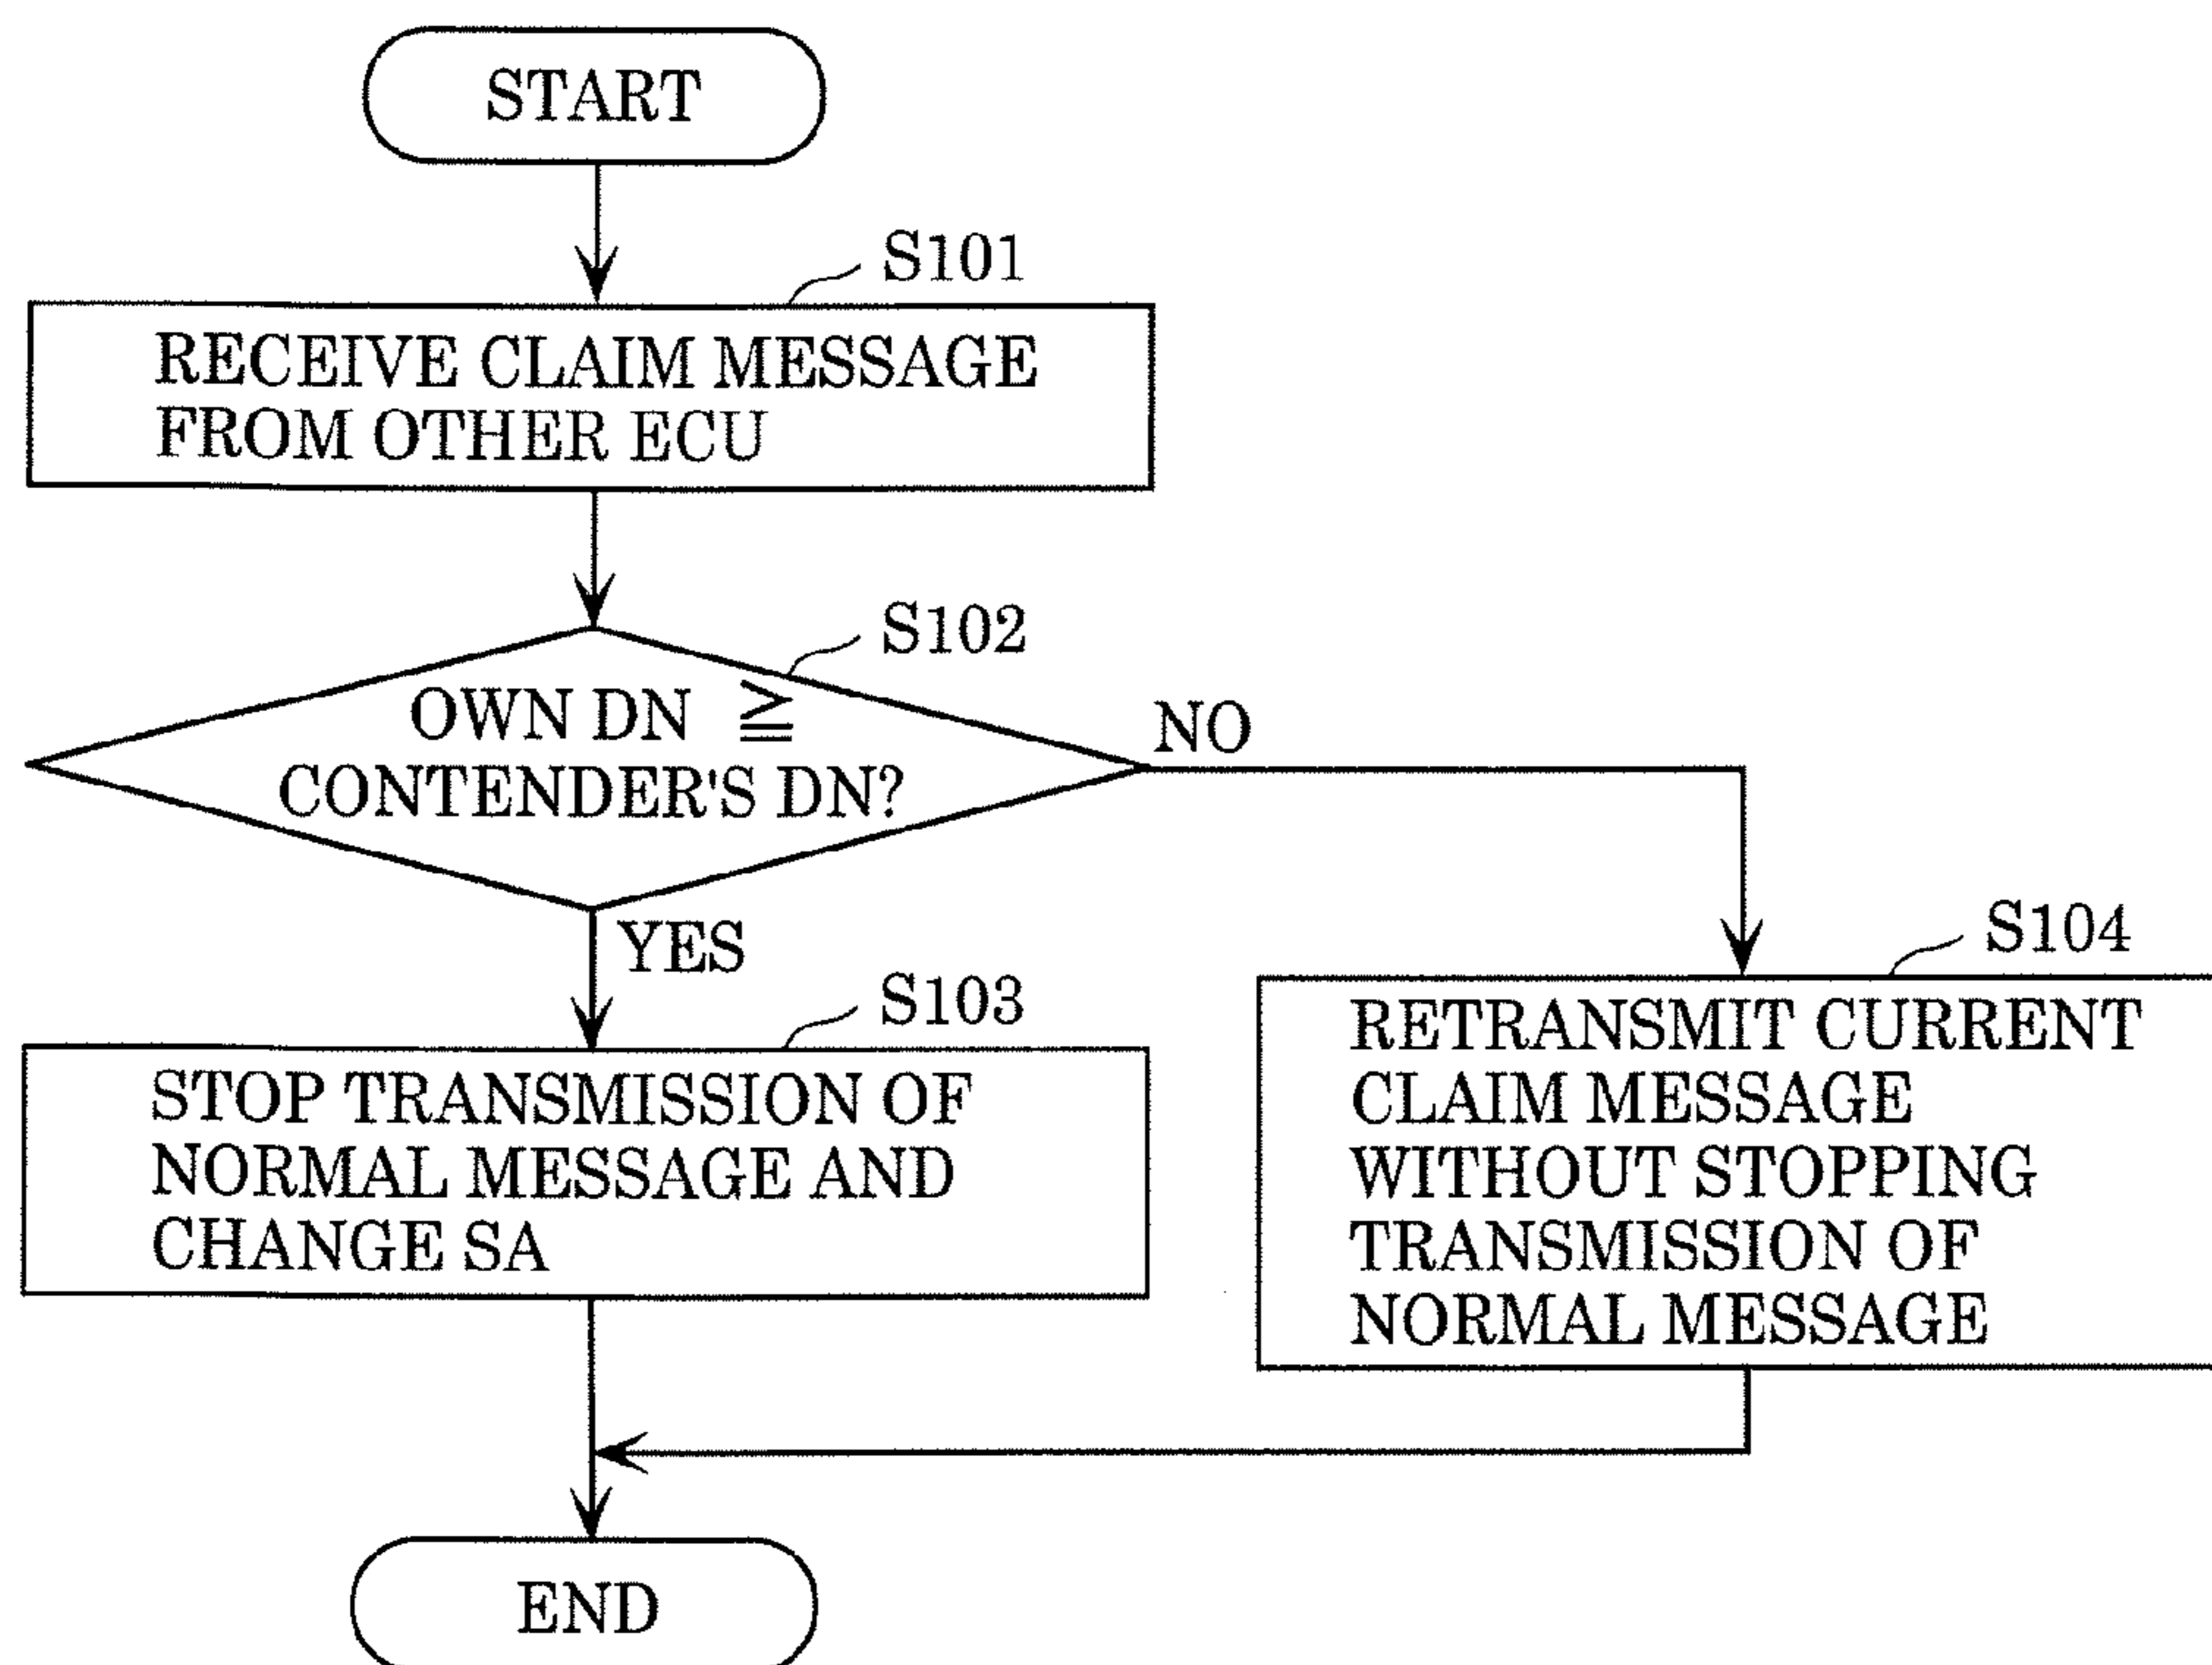 START
S101
RECEIVE CLAIM MESSAGE
FROM OTHER ECU
S102
OWN DN ≧
CONTENDER'S DN?
NO
YES
S103
STOP TRANSMISSION OF
NORMAL MESSAGE AND
CHANGE SA
S104
RETRANSMIT CURRENT
CLAIM MESSAGE
WITHOUT STOPPING
TRANSMISSION OF
NORMAL MESSAGE
END